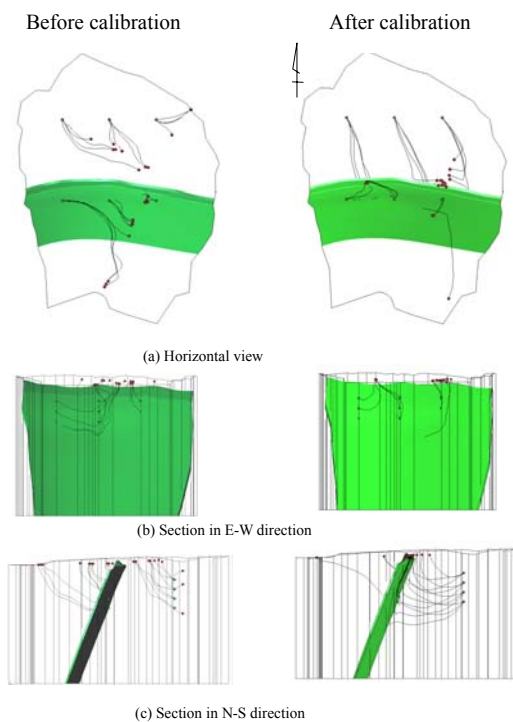 Before calibration
After calibration
(a) Horizontal view
(b) Section in E-W direction
(c) Section in N-S direction